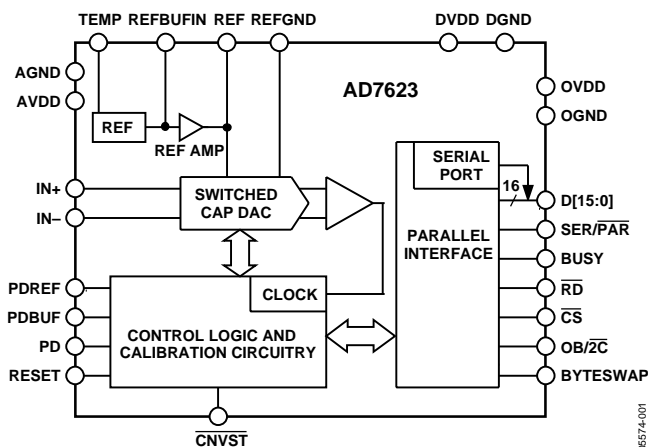 TEMP REFBUFIN REF REFGND DVDD DGND
AGND
AVDD
AD7623
OVDD
OGND
REF
REF AMP
SERIAL
PORT
16
IN+
IN–
SWITCHED
CAP DAC
D[15:0]
SER/PAR
BUSY
PARALLEL
INTERFACE
RD
CS
OB/2C
BYTESWAP
PDREF
PDBUF
PD
RESET
CLOCK
CONTROL LOGIC AND
CALIBRATION CIRCUITRY
CNVST